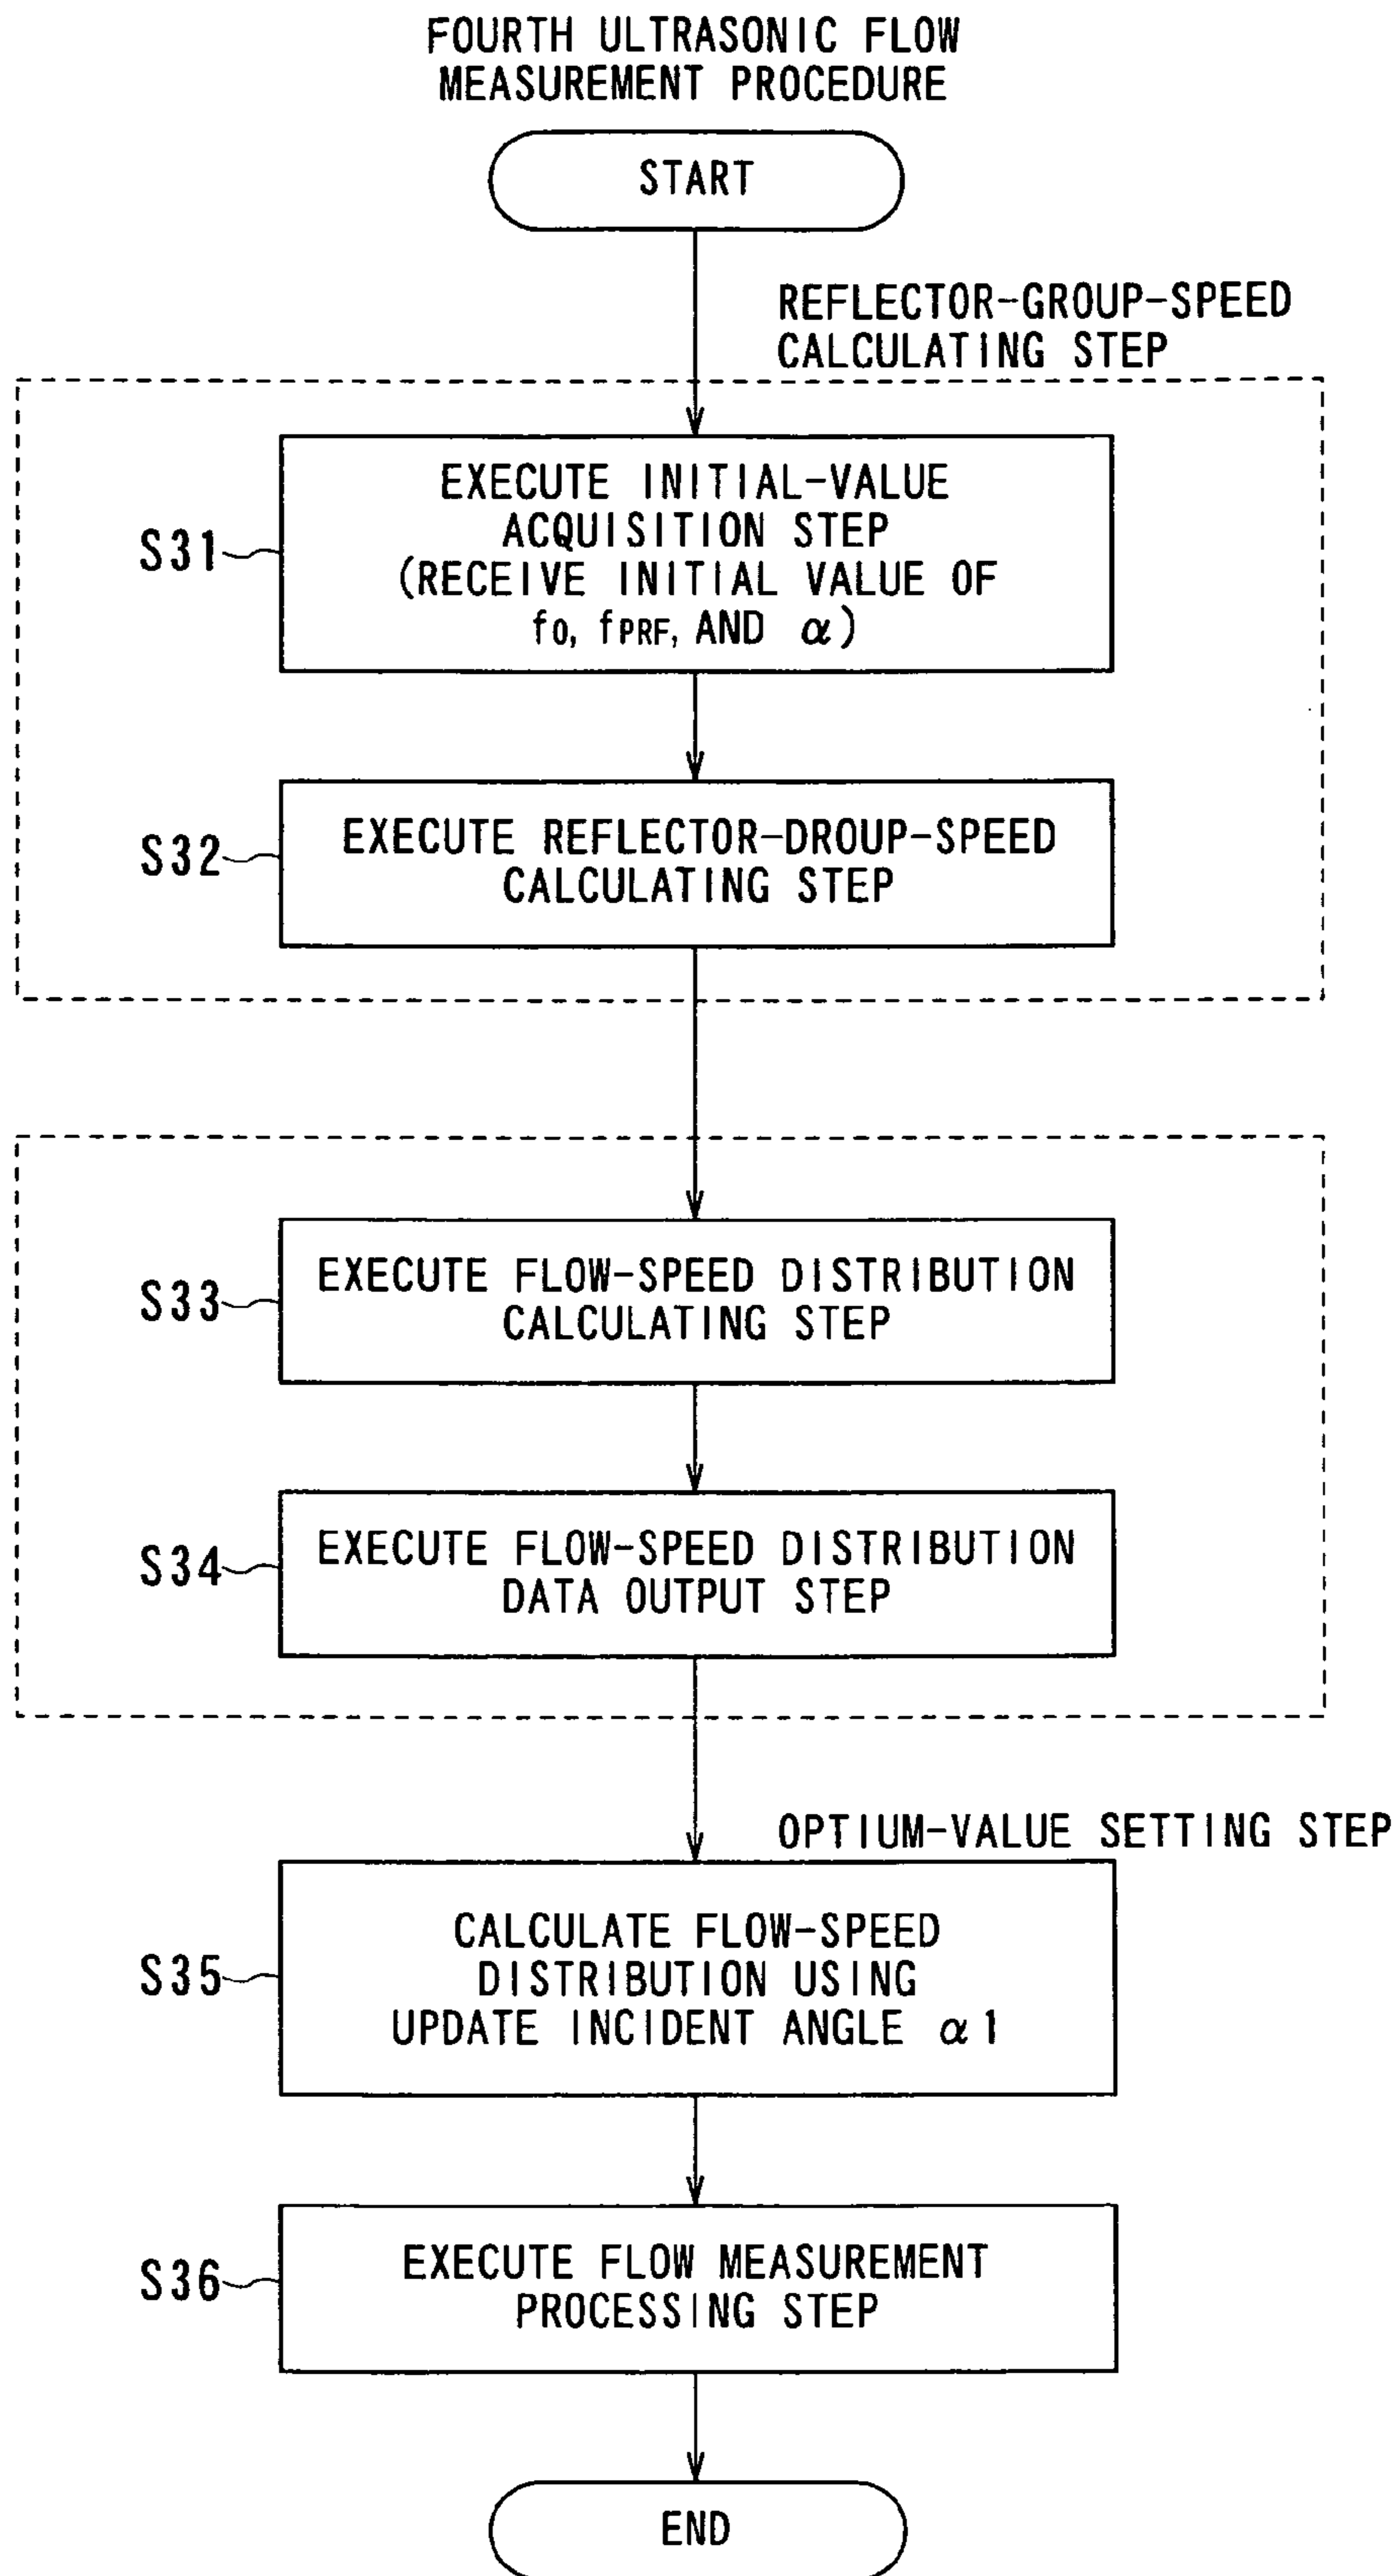 FOURTH ULTRASONIC FLOW
MEASUREMENT PROCEDURE
START
REFLECTOR-GROUP-SPEED
CALCULATING STEP
S31
EXECUTE INITIAL-VALUE
ACQUISITION STEP
(RECEIVE INITIAL VALUE OF
f0, fPRF, AND α)
S32
EXECUTE REFLECTOR-DROUP-SPEED
CALCULATING STEP
S33
EXECUTE FLOW-SPEED DISTRIBUTION
CALCULATING STEP
S34
EXECUTE FLOW-SPEED DISTRIBUTION
DATA OUTPUT STEP
OPTIUM-VALUE SETTING STEP
S35
CALCULATE FLOW-SPEED
DISTRIBUTION USING
UPDATE INCIDENT ANGLE α1
S36
EXECUTE FLOW MEASUREMENT
PROCESSING STEP
END